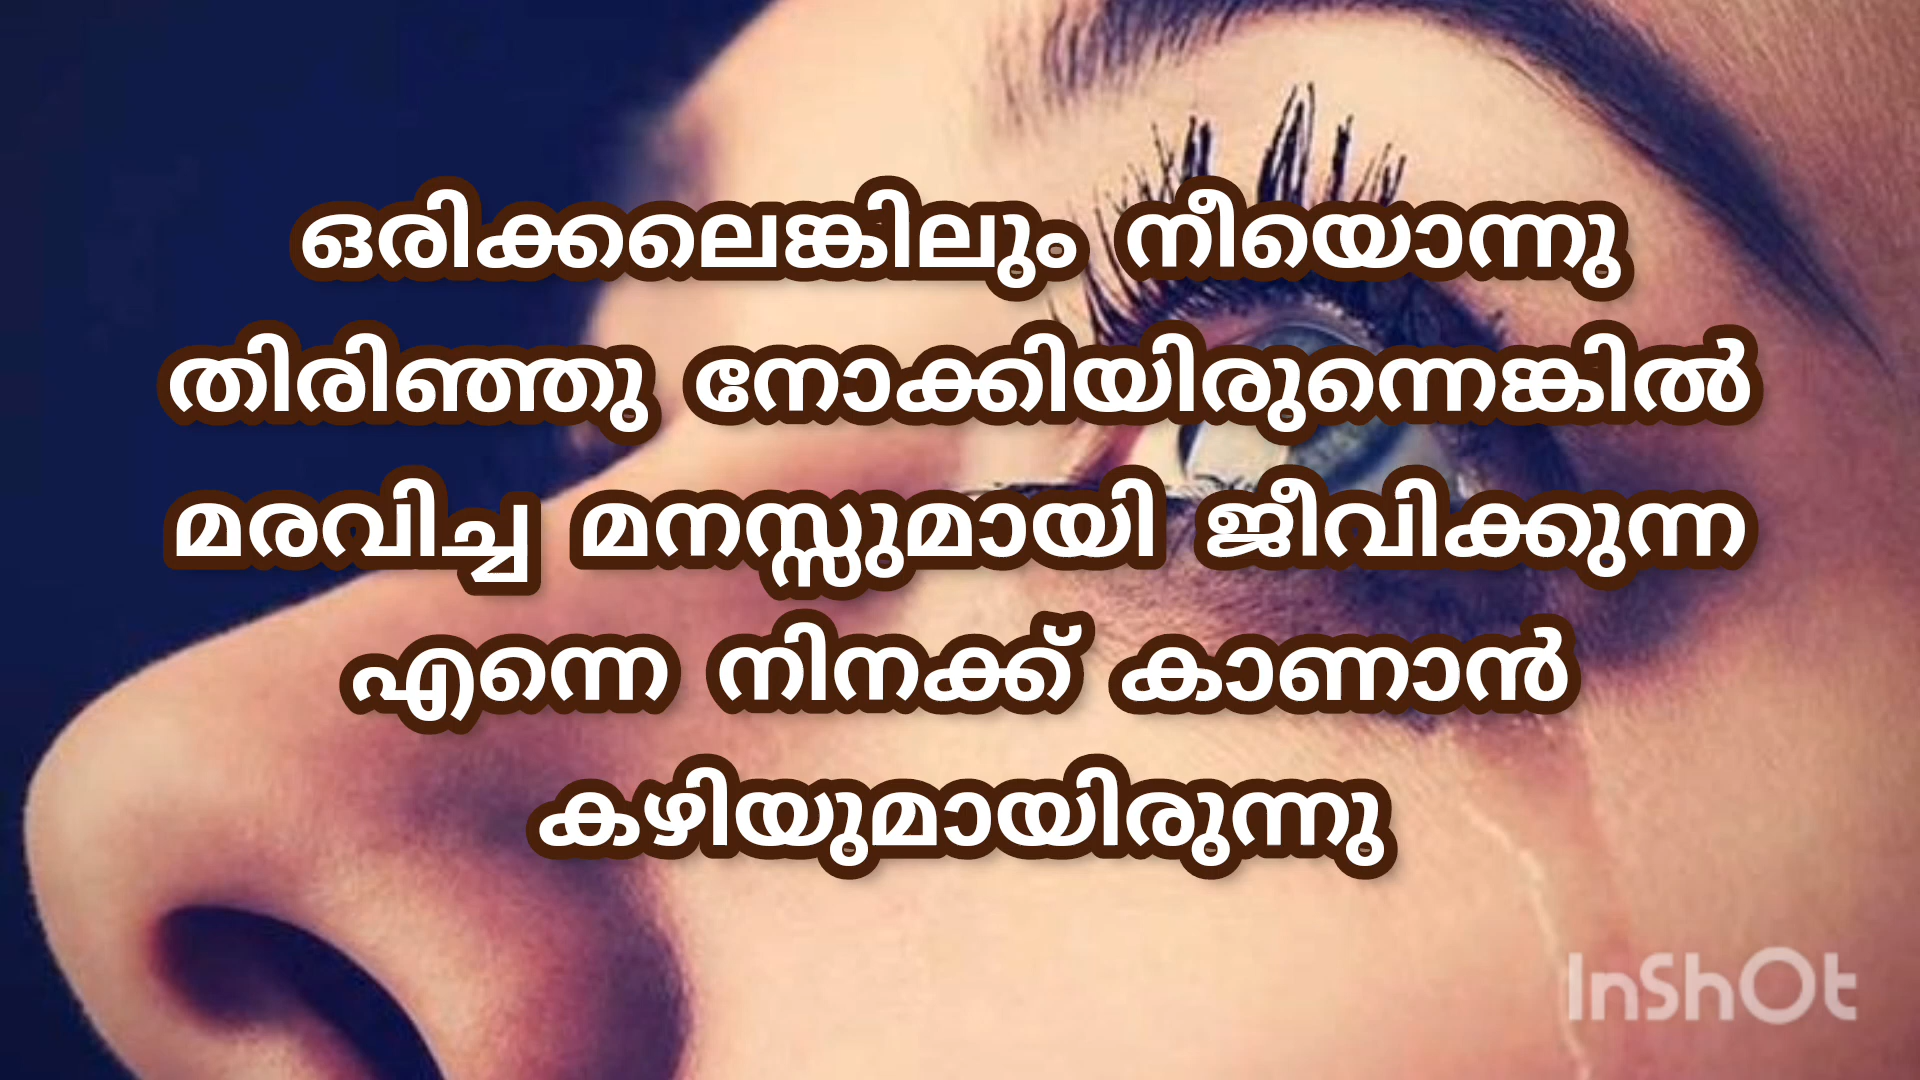 ഒരിക്കലെങ്കിലും നീയൊന്നു
തിരിഞ്ഞു നോക്കിയിരുന്നെങ്കിൽ
മരവിച്ച മനസ്സുമായി ജീവിക്കുന്ന
എന്നെ നിനക്ക് കാണാൻ
കഴിയുമായിരുന്നു
InShOt